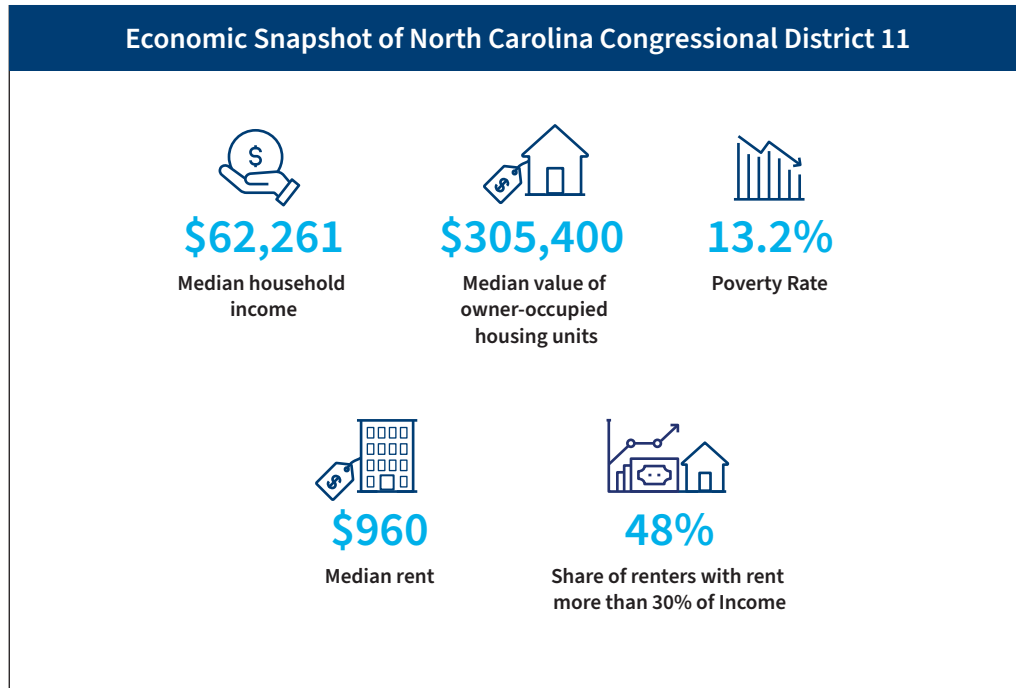 Economic Snapshot of North Carolina Congressional District 11
$
$
$62,261
Median household
income
$305,400
Median value of
owner-occupied
housing units
13.2%
Poverty Rate
$
$960
Median rent
48%
Share of renters with rent
more than 30% of Income